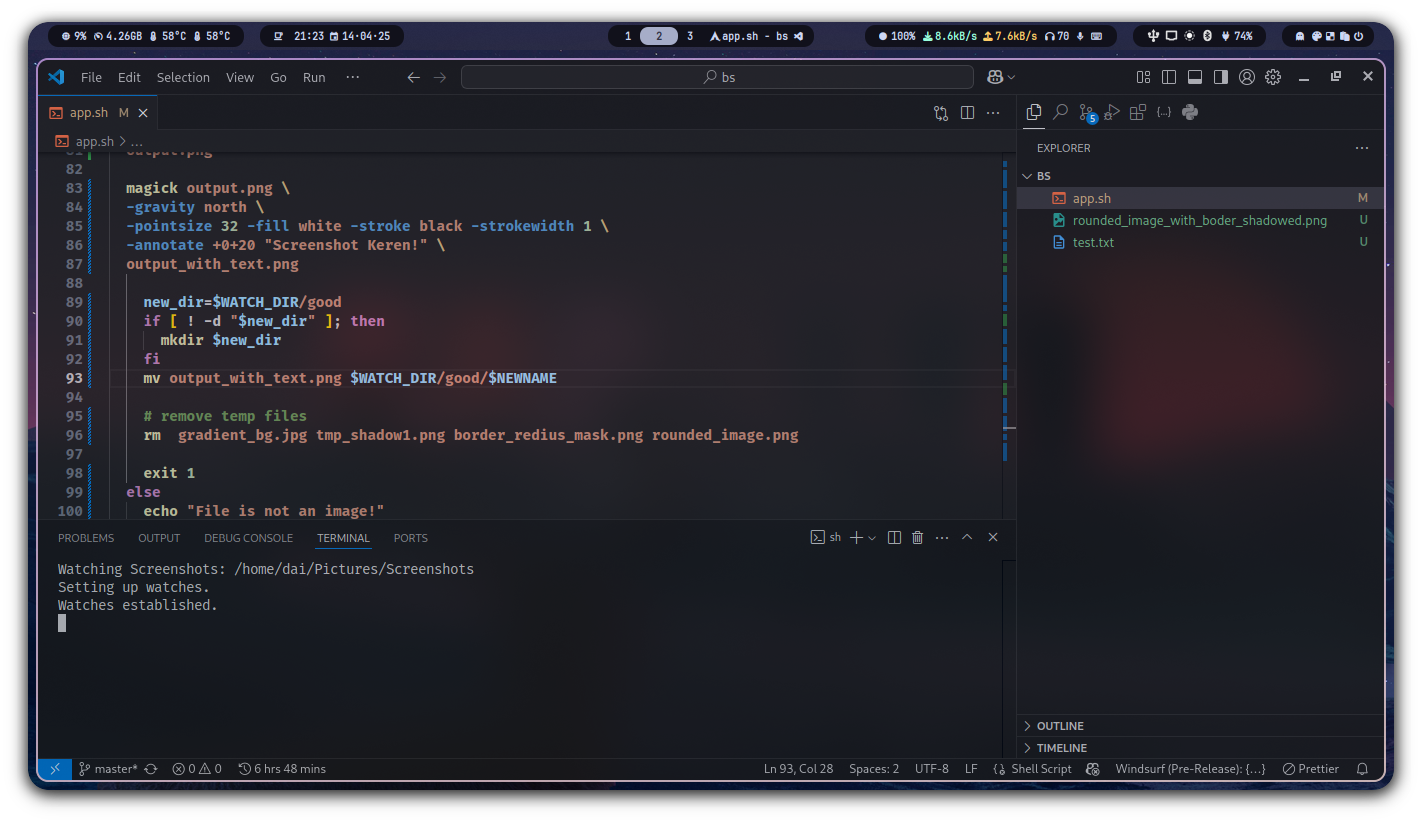 9% 4.26GB 58°C 58°C
21:23 14·04·25
1 2 3 app.sh - bs
100% 8.6kB/s 7.6kB/s 70
74%
File Edit Selection View Go Run ···
bs
app.sh M
app.sh > ...
81 output.png
82
83 magick output.png \
84 -gravity north \
85 -pointsize 32 -fill white -stroke black -strokewidth 1 \
86 -annotate +0+20 "Screenshot Keren!" \
87 output_with_text.png
88
89 new_dir=$WATCH_DIR/good
90 if [ ! -d "$new_dir" ]; then
91 mkdir $new_dir
92 fi
93 mv output_with_text.png $WATCH_DIR/good/$NEWNAME
94
95 # remove temp files
96 rm  gradient_bg.jpg tmp_shadow1.png border_redius_mask.png rounded_image.png
97
98 exit 1
99 else
100 echo "File is not an image!"
5
EXPLORER
BS
app.sh M
rounded_image_with_boder_shadowed.png U
test.txt U
OUTLINE
TIMELINE
PROBLEMS OUTPUT DEBUG CONSOLE TERMINAL PORTS
sh
Watching Screenshots: /home/dai/Pictures/Screenshots
Setting up watches.
Watches established.
master* 0 0 6 hrs 48 mins
Ln 93, Col 28 Spaces: 2 UTF-8 LF Shell Script Windsurf (Pre-Release): {...} Prettier